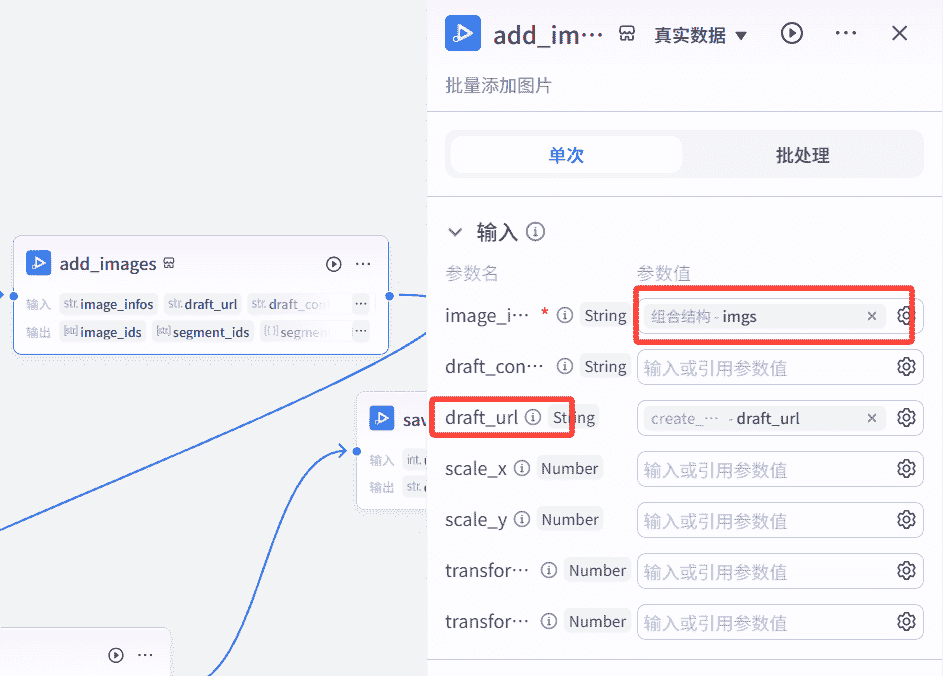 add_im···
真实数据
批量添加图片
单次
批处理
输入
参数名
参数值
image_i··· * String
组合结构 - imgs
draft_con··· String
输入或引用参数值
draft_url String
create_··· - draft_url
scale_x Number
输入或引用参数值
scale_y Number
输入或引用参数值
transfor··· Number
输入或引用参数值
transfor··· Number
输入或引用参数值
add_images
输入 str. image_infos str. draft_url str. draft_con ···
输出 image_ids segment_ids segmen ···
sav
输入 int.
输出 str.